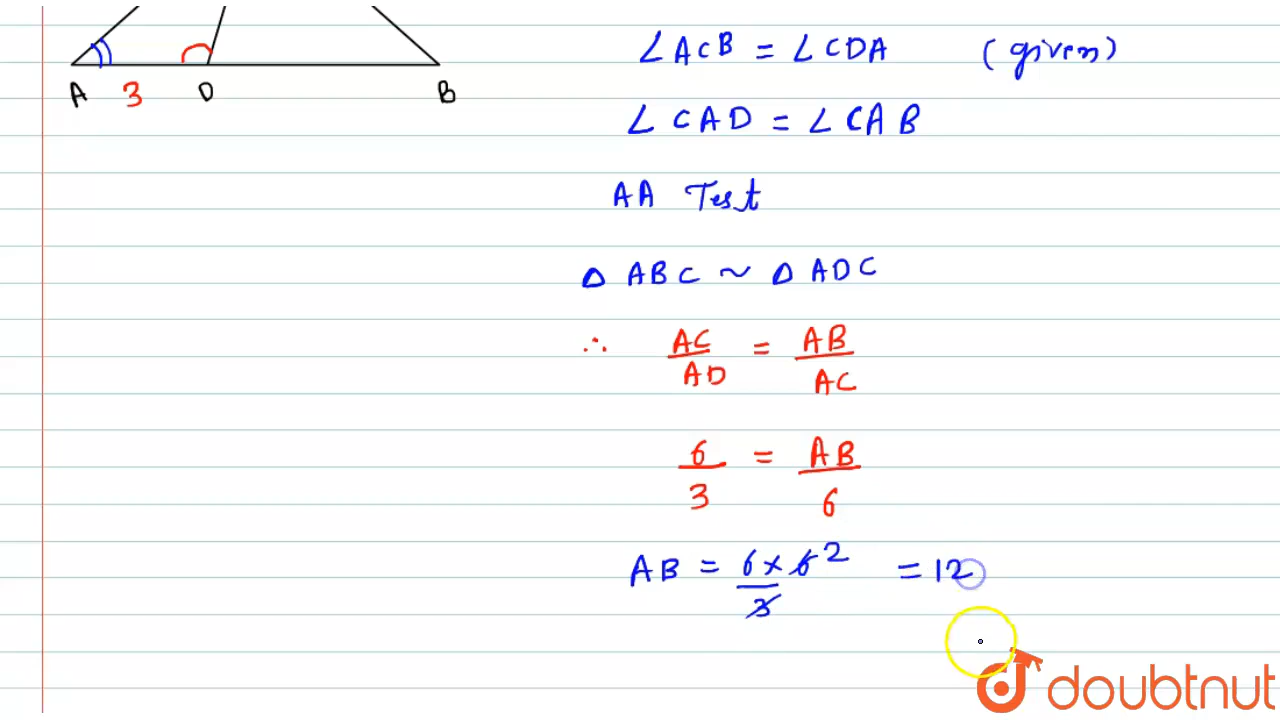 A 3 D B
∠ACB = ∠CDA (given)
∠CAD = ∠CAB
AA Test
Δ ABC ~ Δ ADC
∴ AC/AD = AB/AC
6/3 = AB/6
AB = 6×6 2/3 = 12
doubtnut